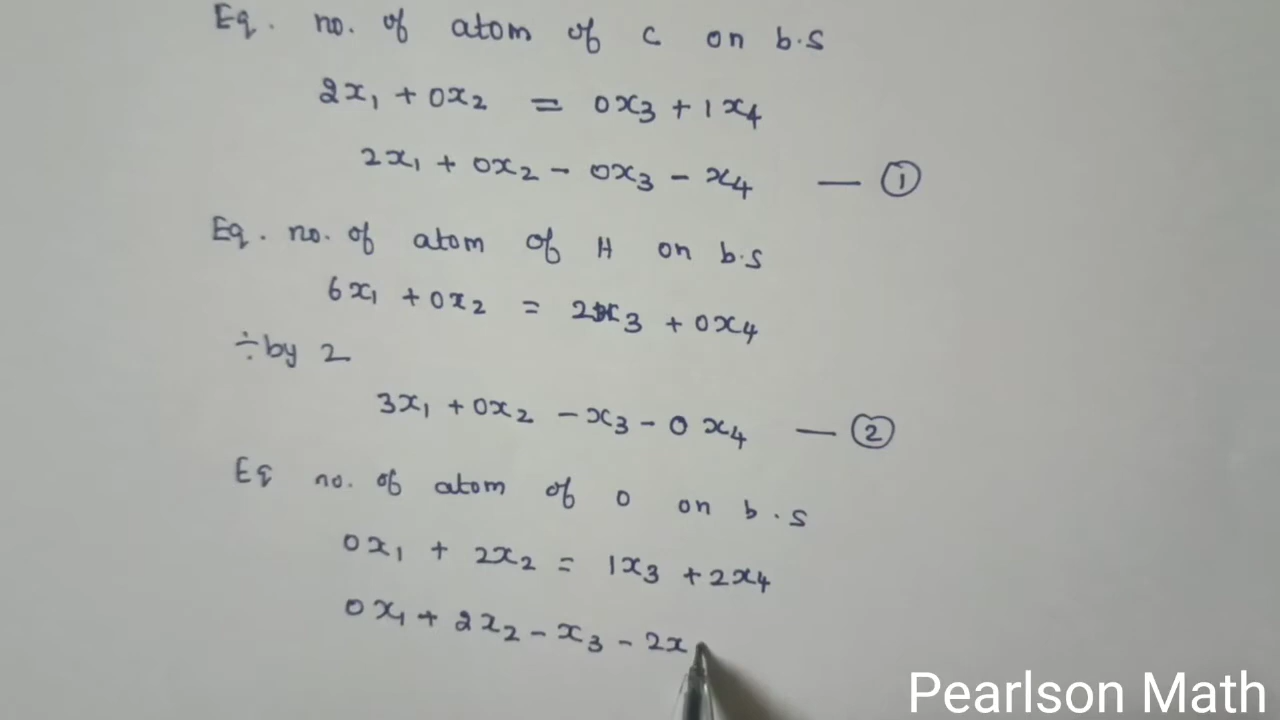 Eq. no. of atom of C on b.s
2x₁ + 0x₂ = 0x₃ + 1x₄
2x₁ + 0x₂ - 0x₃ - x₄ — ①
Eq. no. of atom of H on b.s
6x₁ + 0x₂ = 2x₃ + 0x₄
÷ by 2
3x₁ + 0x₂ - x₃ - 0x₄ — ②
Eq no. of atom of O on b.s
0x₁ + 2x₂ = 1x₃ + 2x₄
0x₁ + 2x₂ - x₃ - 2x
Pearlson Math